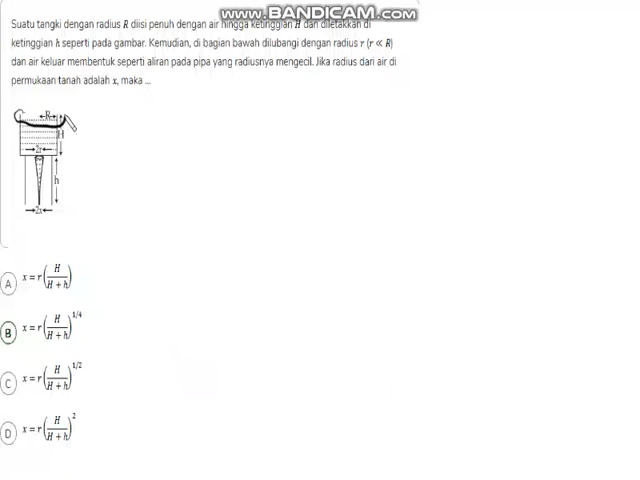 www.BANDICAM.com
Suatu tangki dengan radius R diisi penuh dengan air hingga ketinggian H dan diletakkan di
ketinggian h seperti pada gambar. Kemudian, di bagian bawah dilubangi dengan radius r (r ≪ R)
dan air keluar membentuk seperti aliran pada pipa yang radiusnya mengecil. Jika radius dari air di
permukaan tanah adalah x, maka ...
R
H
2r
h
2x
A x = r(H/(H + h))
B x = r(H/(H + h))^1/4
C x = r(H/(H + h))^1/2
D x = r(H/(H + h))^2